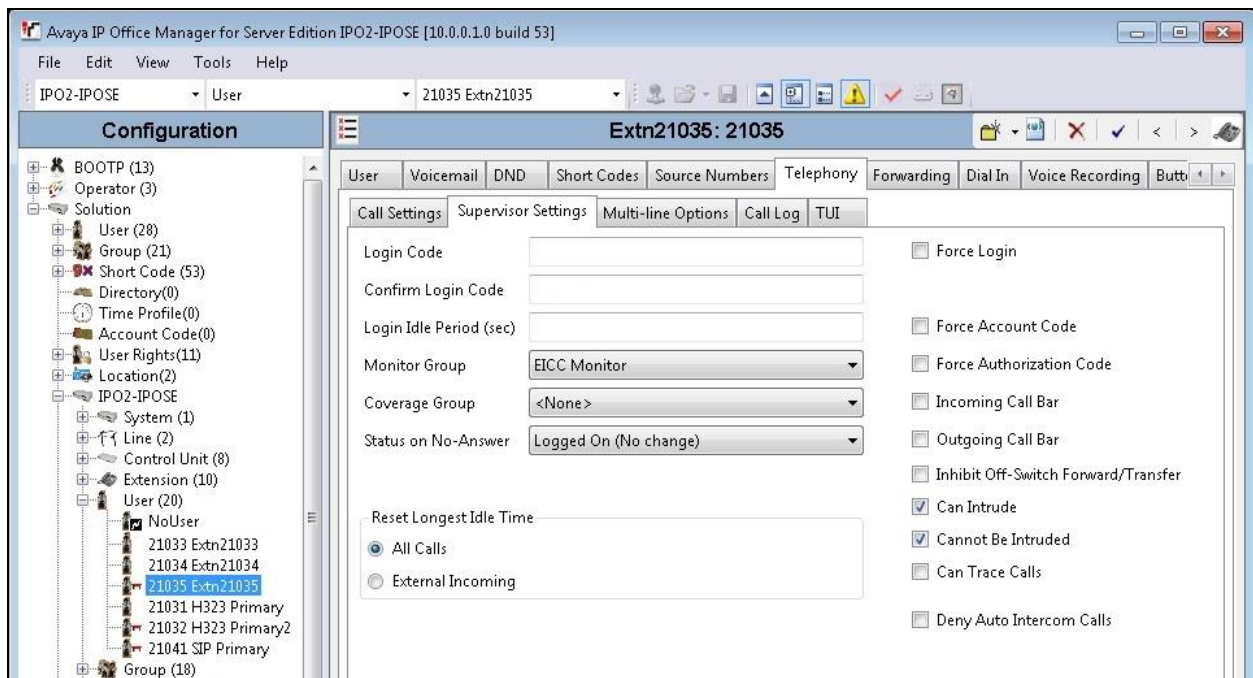 Avaya IP Office Manager for Server Edition IPO2-IPOSE [10.0.0.1.0 build 53]
File Edit View Tools Help
IPO2-IPOSE User 21035 Extn21035
Configuration
BOOTP (13)
Operator (3)
Solution
User (28)
Group (21)
Short Code (53)
Directory(0)
Time Profile(0)
Account Code(0)
User Rights(11)
Location(2)
IPO2-IPOSE
System (1)
Line (2)
Control Unit (8)
Extension (10)
User (20)
NoUser
21033 Extn21033
21034 Extn21034
21035 Extn21035
21031 H323 Primary
21032 H323 Primary2
21041 SIP Primary
Group (18)
Extn21035: 21035
User Voicemail DND Short Codes Source Numbers Telephony Forwarding Dial In Voice Recording Butt
Call Settings Supervisor Settings Multi-line Options Call Log TUI
Login Code
Confirm Login Code
Login Idle Period (sec)
Monitor Group EICC Monitor
Coverage Group <None>
Status on No-Answer Logged On (No change)
Reset Longest Idle Time
All Calls
External Incoming
Force Login
Force Account Code
Force Authorization Code
Incoming Call Bar
Outgoing Call Bar
Inhibit Off-Switch Forward/Transfer
Can Intrude
Cannot Be Intruded
Can Trace Calls
Deny Auto Intercom Calls